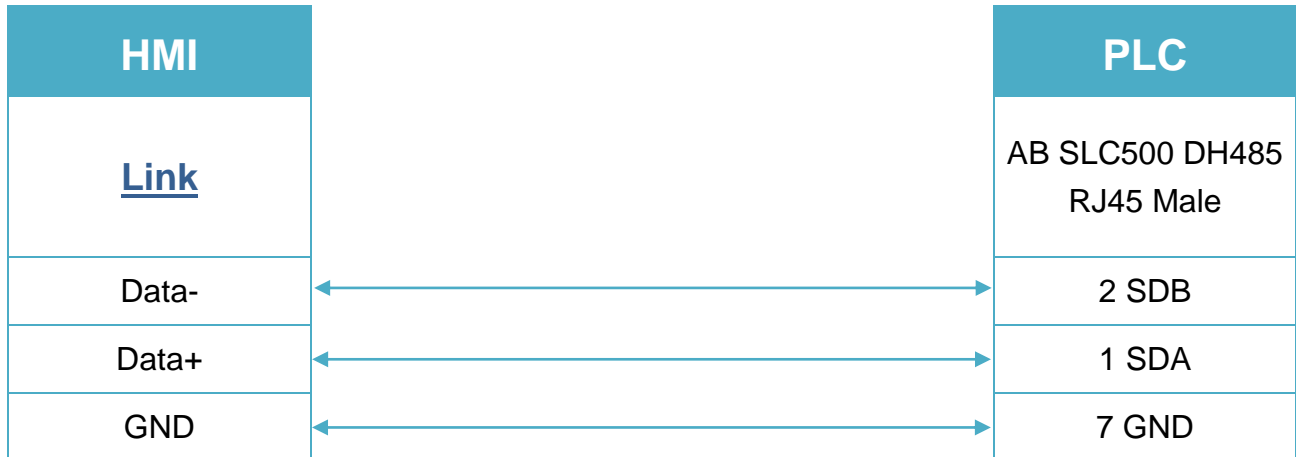 HMI
PLC
Link
AB SLC500 DH485
RJ45 Male
Data-
2 SDB
Data+
1 SDA
GND
7 GND